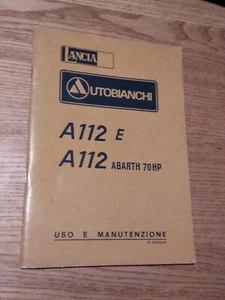 LANCIA
AUTOBIANCHI
A112 E
A112 ABARTH 70HP
USO E MANUTENZIONE